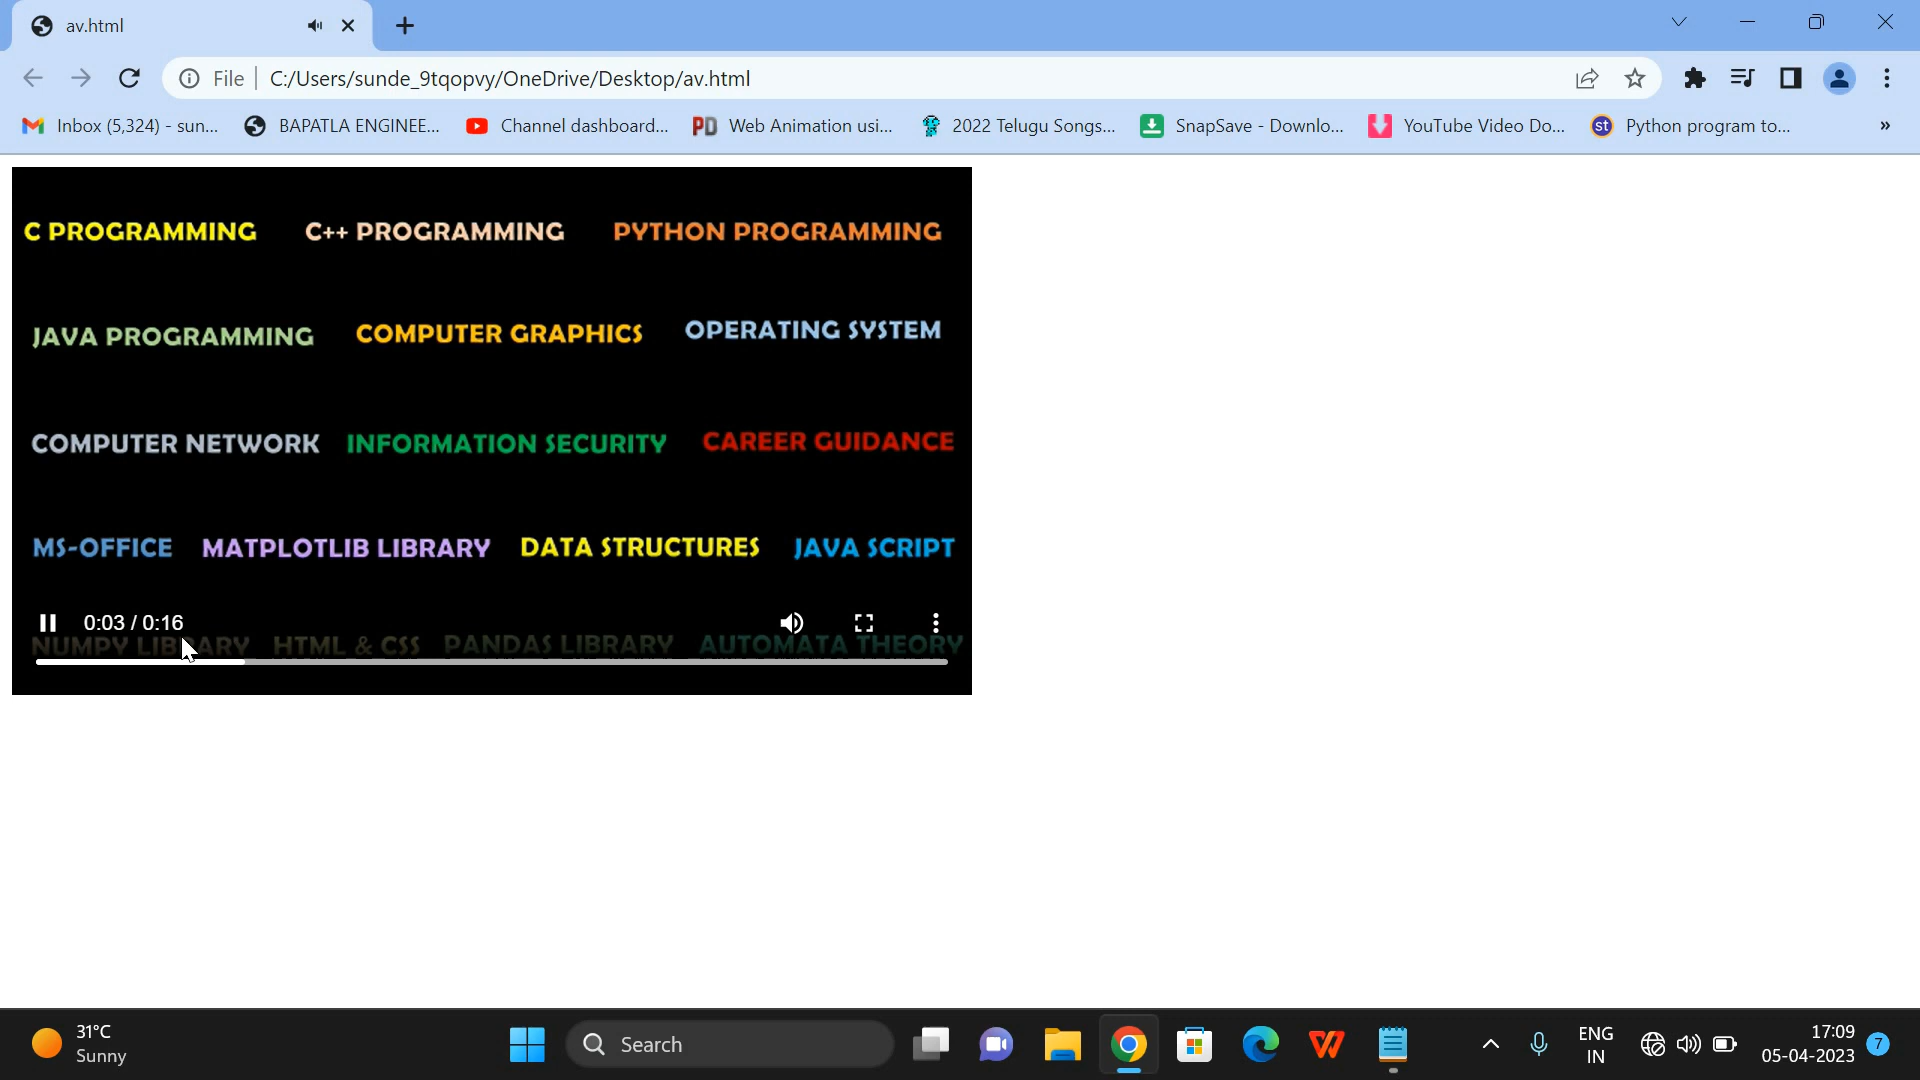 av.html
File C:/Users/sunde_9tqopvy/OneDrive/Desktop/av.html
Inbox (5,324) - sun... BAPATLA ENGINEE... Channel dashboard... PD Web Animation usi... 2022 Telugu Songs... SnapSave - Downlo... YouTube Video Do... st Python program to... »
C PROGRAMMING C++ PROGRAMMING PYTHON PROGRAMMING
JAVA PROGRAMMING COMPUTER GRAPHICS OPERATING SYSTEM
COMPUTER NETWORK INFORMATION SECURITY CAREER GUIDANCE
MS-OFFICE MATPLOTLIB LIBRARY DATA STRUCTURES JAVA SCRIPT
0:03 / 0:16
NUMPY LIBRARY HTML & CSS PANDAS LIBRARY AUTOMATA THEORY
31°C
Sunny
Search
ENG
IN
17:09
05-04-2023
7